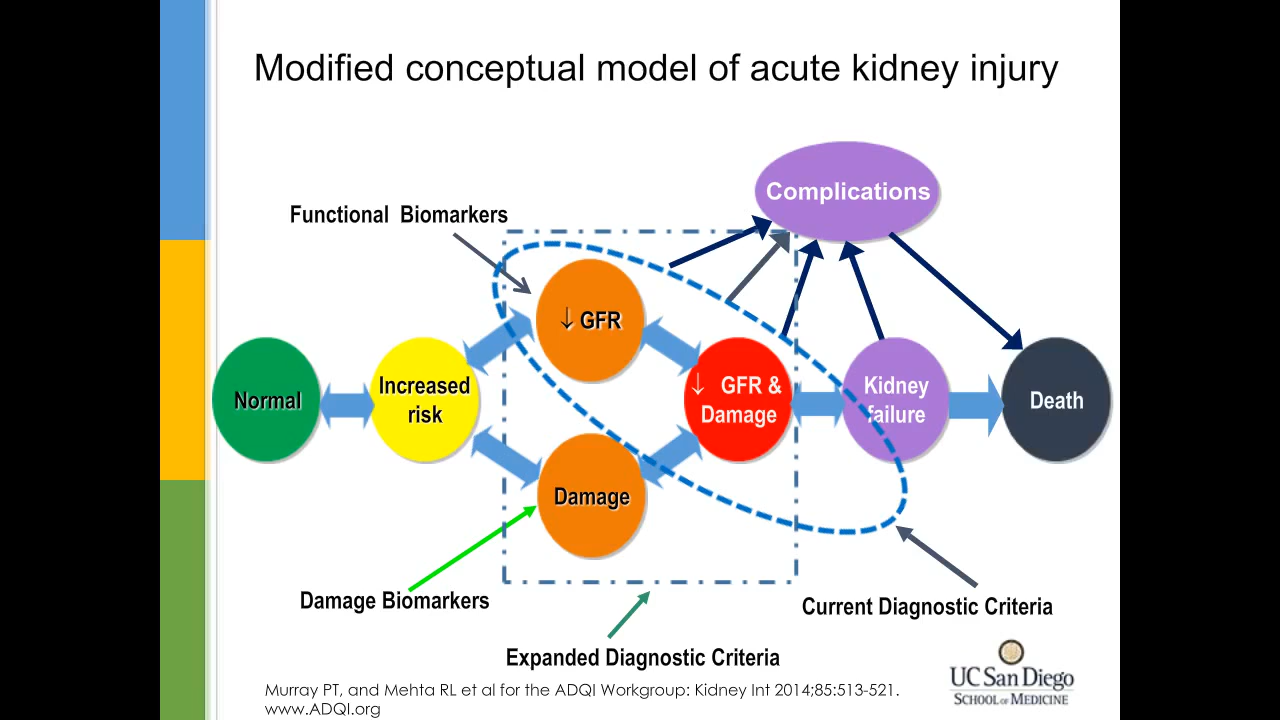 Modified conceptual model of acute kidney injury
Complications
Functional Biomarkers
↓ GFR
Normal
Increased
risk
↓ GFR &
Damage
Kidney
failure
Death
Damage
Damage Biomarkers
Current Diagnostic Criteria
Expanded Diagnostic Criteria
UC San Diego
SCHOOL OF MEDICINE
Murray PT, and Mehta RL et al for the ADQI Workgroup: Kidney Int 2014;85:513-521.
www.ADQI.org